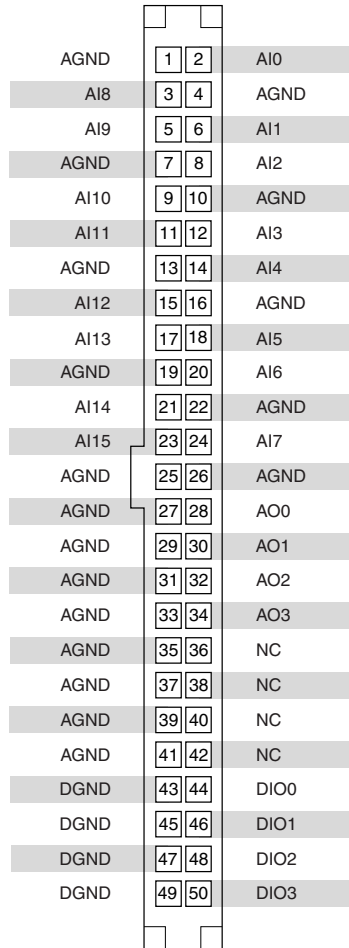 AGND 1 2 AI0
AI8 3 4 AGND
AI9 5 6 AI1
AGND 7 8 AI2
AI10 9 10 AGND
AI11 11 12 AI3
AGND 13 14 AI4
AI12 15 16 AGND
AI13 17 18 AI5
AGND 19 20 AI6
AI14 21 22 AGND
AI15 23 24 AI7
AGND 25 26 AGND
AGND 27 28 AO0
AGND 29 30 AO1
AGND 31 32 AO2
AGND 33 34 AO3
AGND 35 36 NC
AGND 37 38 NC
AGND 39 40 NC
AGND 41 42 NC
DGND 43 44 DIO0
DGND 45 46 DIO1
DGND 47 48 DIO2
DGND 49 50 DIO3